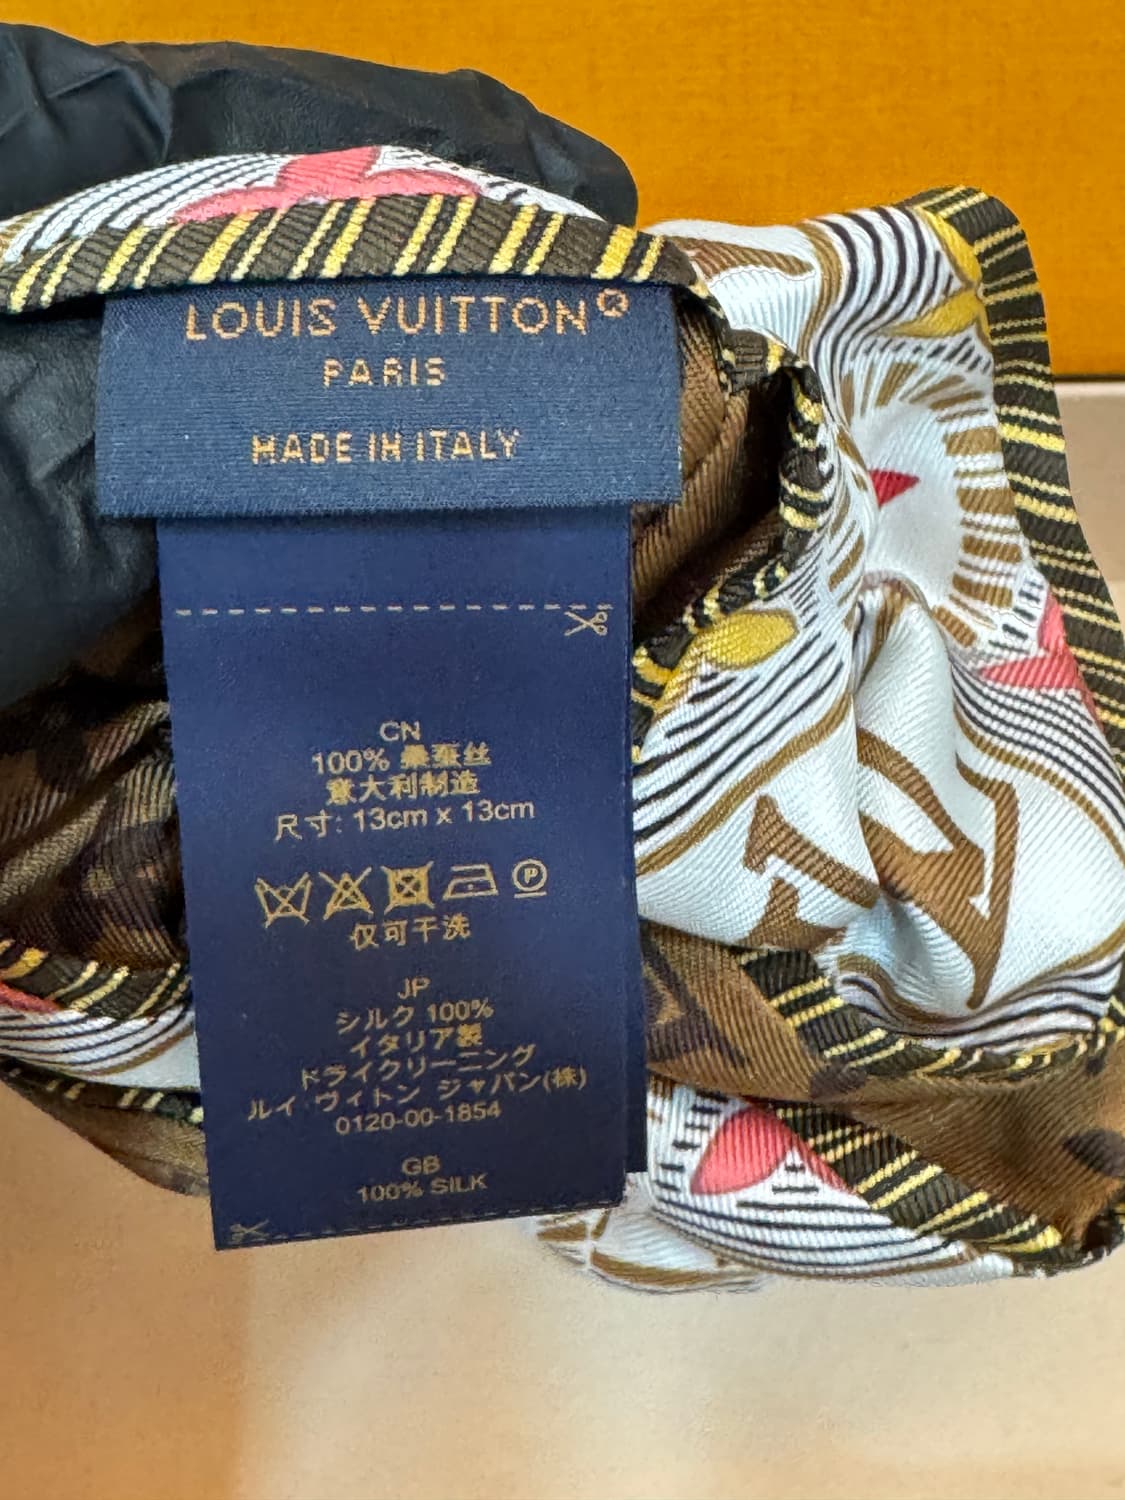 LOUIS VUITTON®
PARIS
MADE IN ITALY
CN
100% 桑蚕丝
意大利制造
尺寸: 13cm x 13cm
P
仅可干洗
JP
シルク 100%
イタリア製
ドライクリーニング
ルイ ヴィトン ジャパン(株)
0120-00-1854
GB
100% SILK
LV